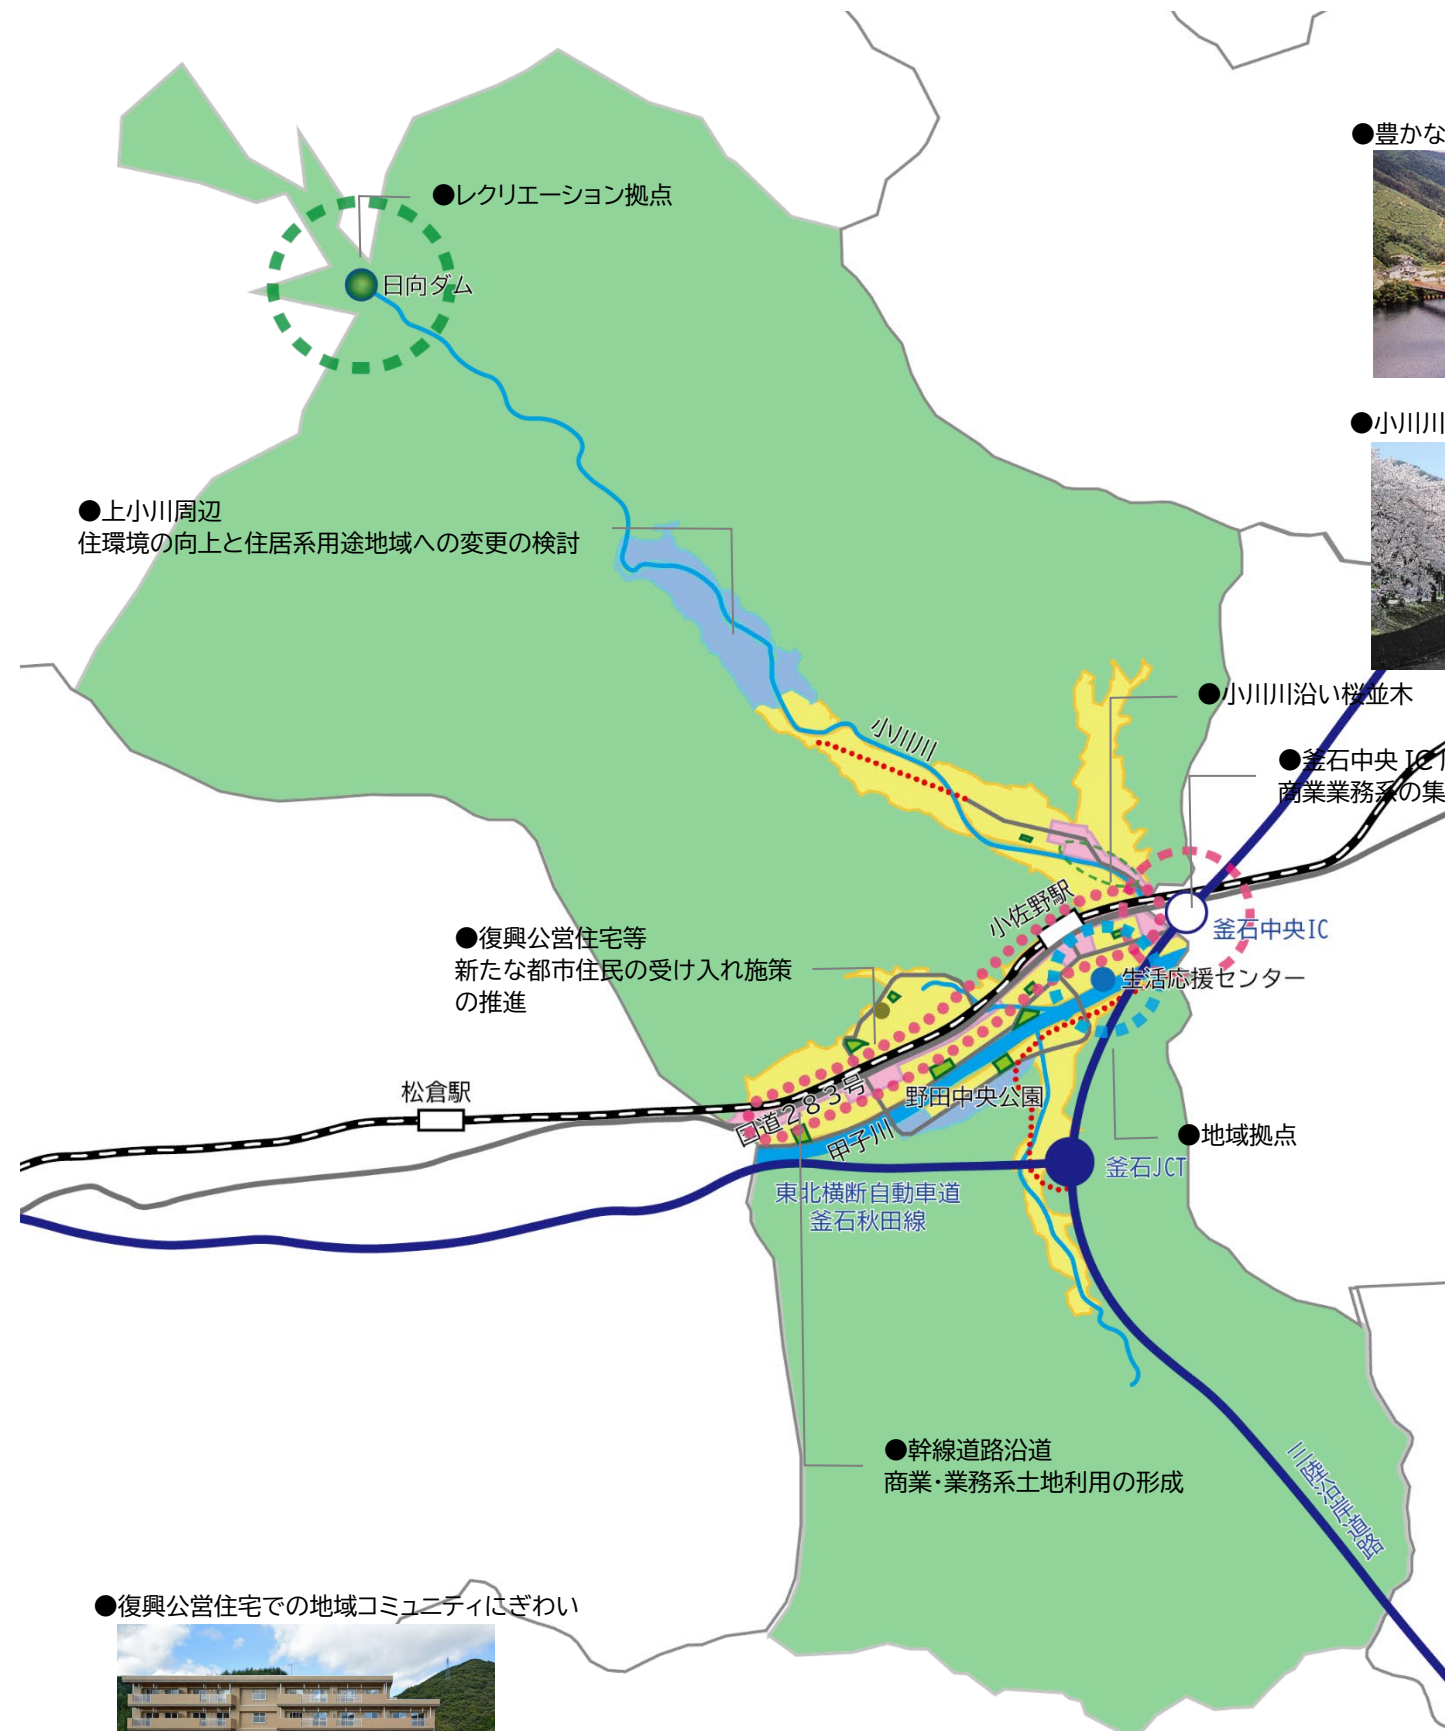 ●豊かな
●レクリエーション拠点
日向ダム
●小川川
●上小川周辺
住環境の向上と住居系用途地域への変更の検討
●小川川沿い桜並木
小川川
●釜石中央 IC
商業業務系の集
小佐野駅
釜石中央IC
●復興公営住宅等
新たな都市住民の受け入れ施策
の推進
生活応援センター
松倉駅
国道283号
野田中央公園
甲子川
●地域拠点
釜石JCT
東北横断自動車道
釜石秋田線
●幹線道路沿道
商業・業務系土地利用の形成
三陸沿岸道路
●復興公営住宅での地域コミュニティにぎわい